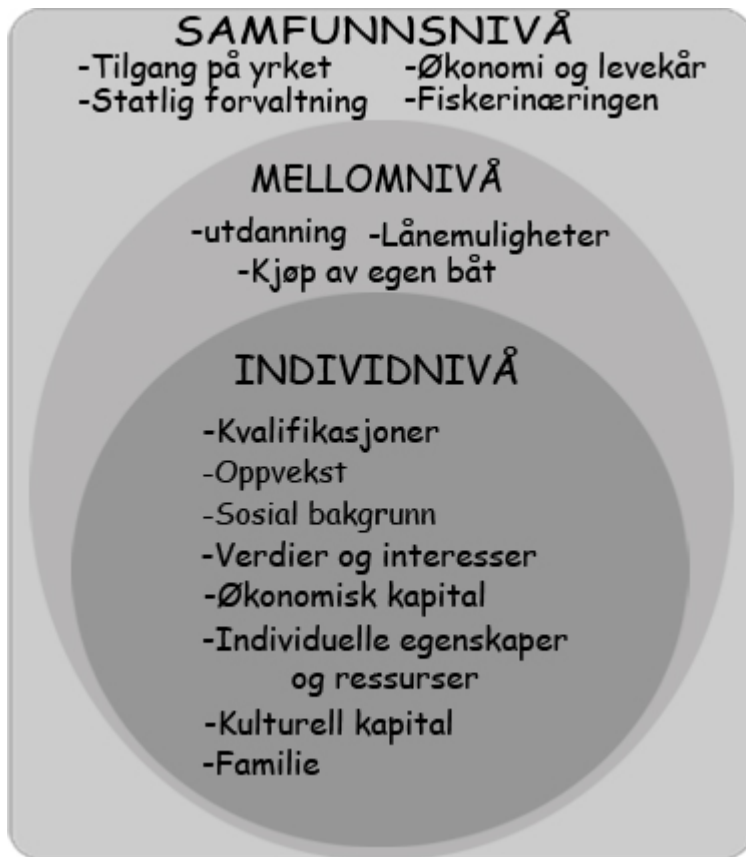 SAMFUNNSNIVÅ
-Tilgang på yrket -Økonomi og levekår
-Statlig forvaltning -Fiskerinæringen
MELLOMNIVÅ
-utdanning -Lånemuligheter
-Kjøp av egen båt
INDIVIDNIVÅ
-Kvalifikasjoner
-Oppvekst
-Sosial bakgrunn
-Verdier og interesser
-Økonomisk kapital
-Individuelle egenskaper
og ressurser
-Kulturell kapital
-Familie